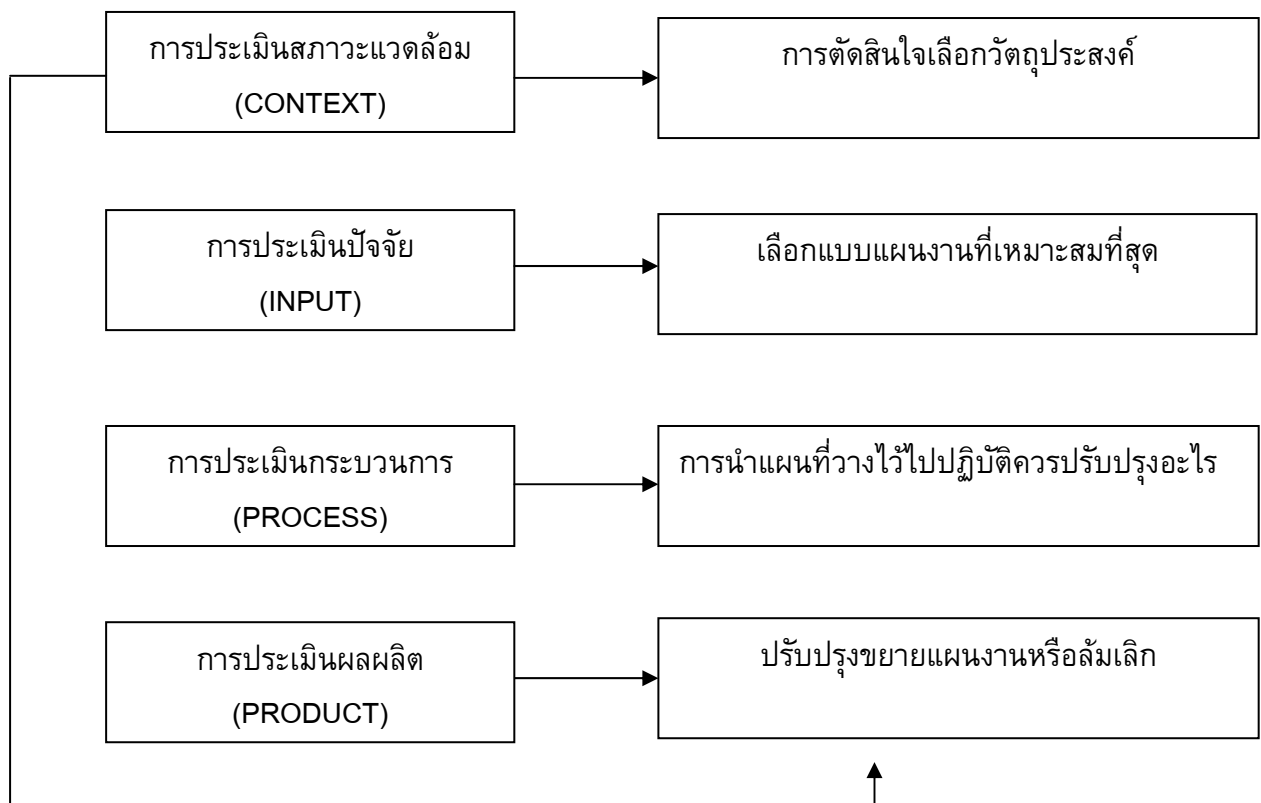 การประเมินสภาวะแวดล้อม
(CONTEXT)
การตัดสินใจเลือกวัตถุประสงค์
การประเมินปัจจัย
(INPUT)
เลือกแบบแผนงานที่เหมาะสมที่สุด
การประเมินกระบวนการ
(PROCESS)
การนำแผนที่วางไว้ไปปฏิบัติควรปรับปรุงอะไร
การประเมินผลผลิต
(PRODUCT)
ปรับปรุงขยายแผนงานหรือล้มเลิก